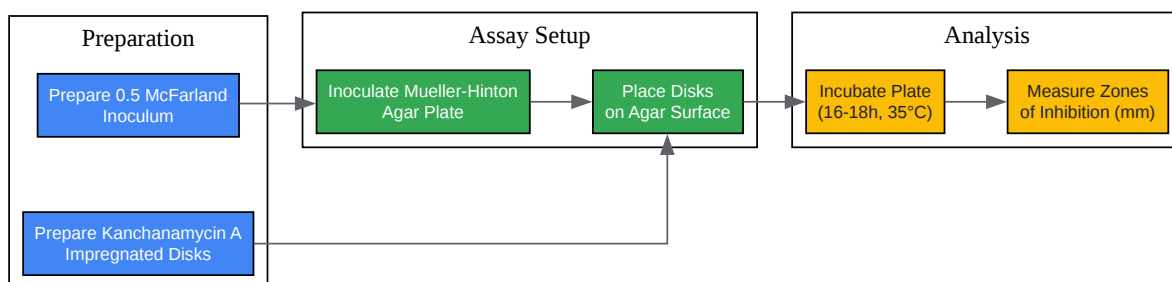 Preparation
Prepare 0.5 McFarland
Inoculum
Prepare Kanchanamycin A
Impregnated Disks
Assay Setup
Inoculate Mueller-Hinton
Agar Plate
Place Disks
on Agar Surface
Analysis
Incubate Plate
(16-18h, 35°C)
Measure Zones
of Inhibition (mm)